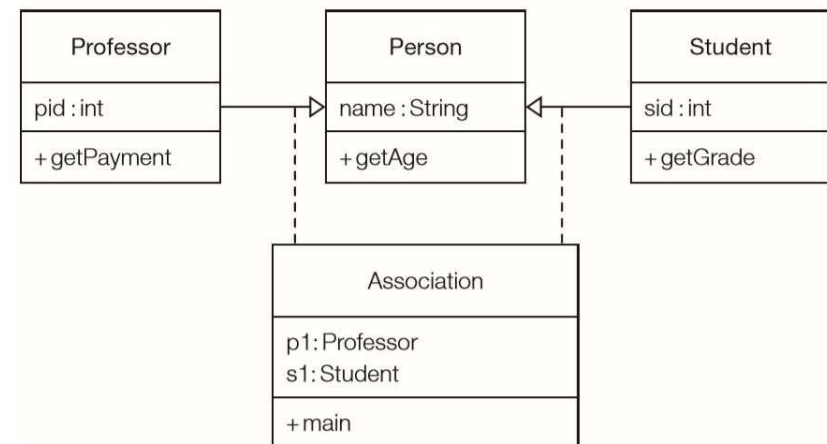 Professor
pid : int
+ getPayment
Person
name : String
+ getAge
Student
sid : int
+ getGrade
Association
p1: Professor
s1: Student
+ main